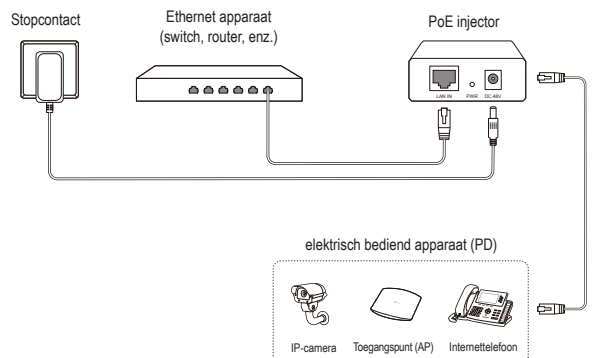 Stopcontact
Ethernet apparaat
(switch, router, enz.)
PoE injector
LAN IN
PWR
DC 48V
elektrisch bediend apparaat (PD)
IP-camera
Toegangspunt (AP)
Internettelefoon